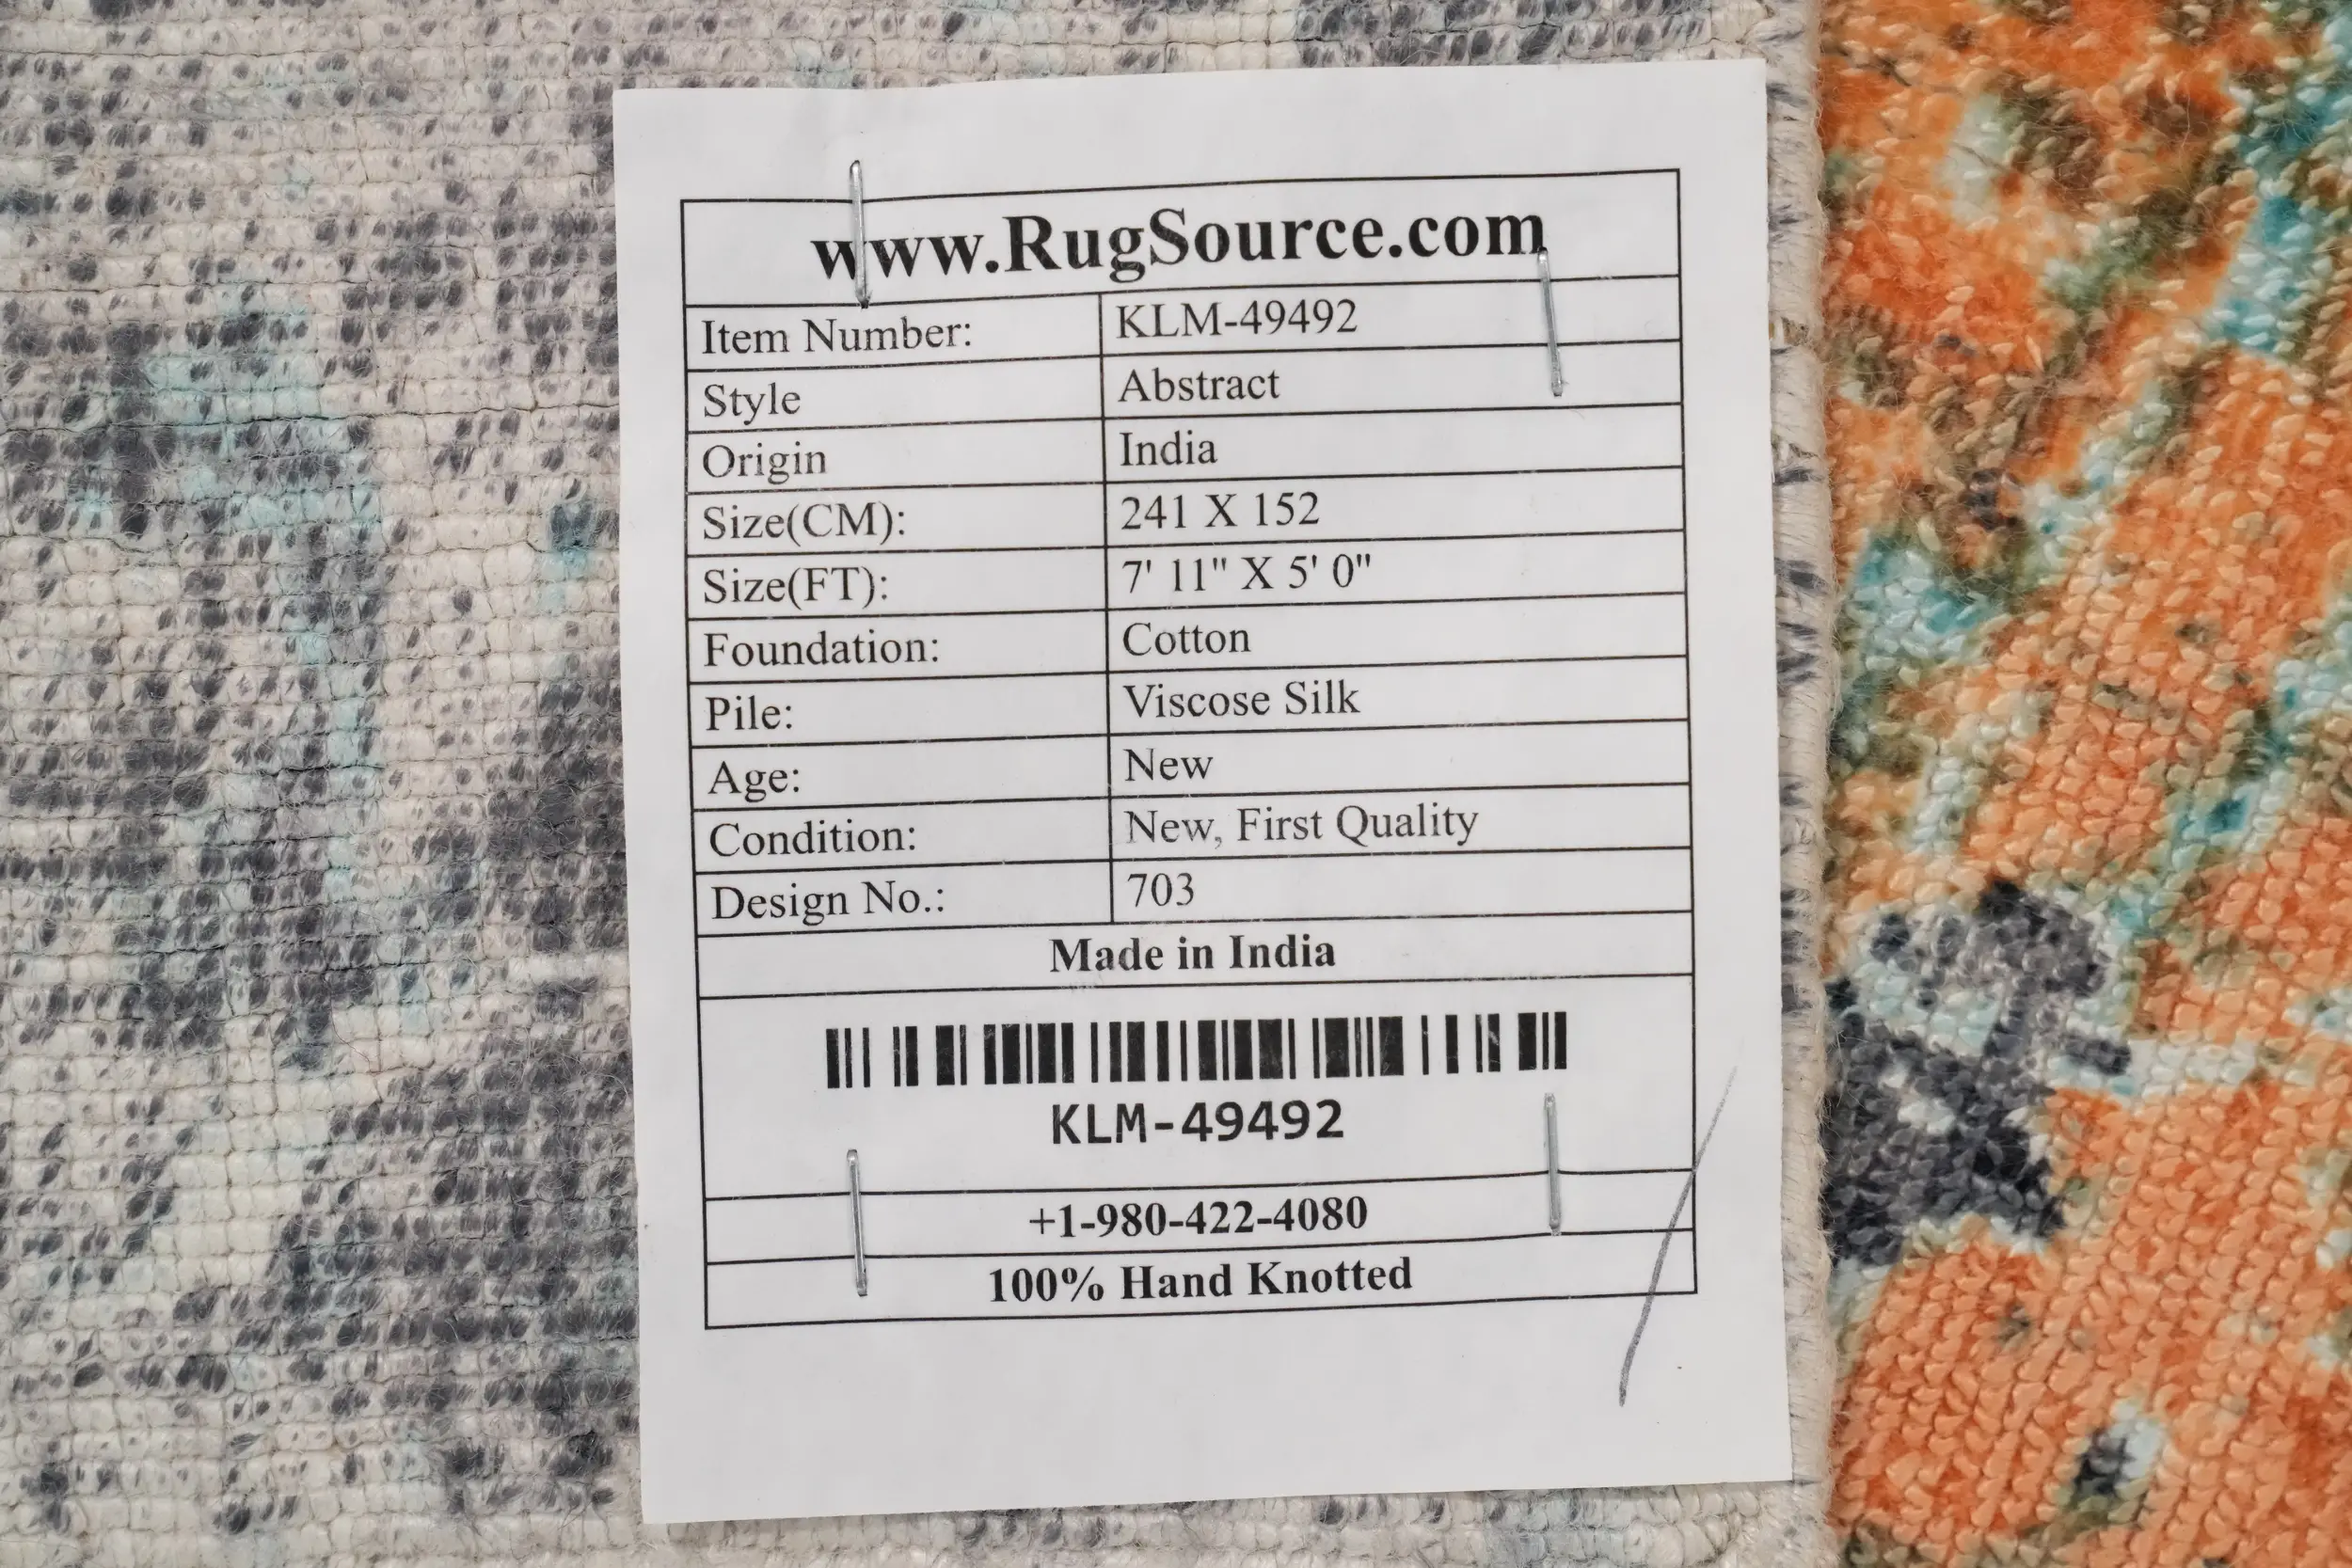 www.RugSource.com
Item Number: KLM-49492
Style Abstract
Origin India
Size(CM): 241 X 152
Size(FT): 7' 11" X 5' 0"
Foundation: Cotton
Pile: Viscose Silk
Age: New
Condition: New, First Quality
Design No.: 703
Made in India
KLM-49492
+1-980-422-4080
100% Hand Knotted